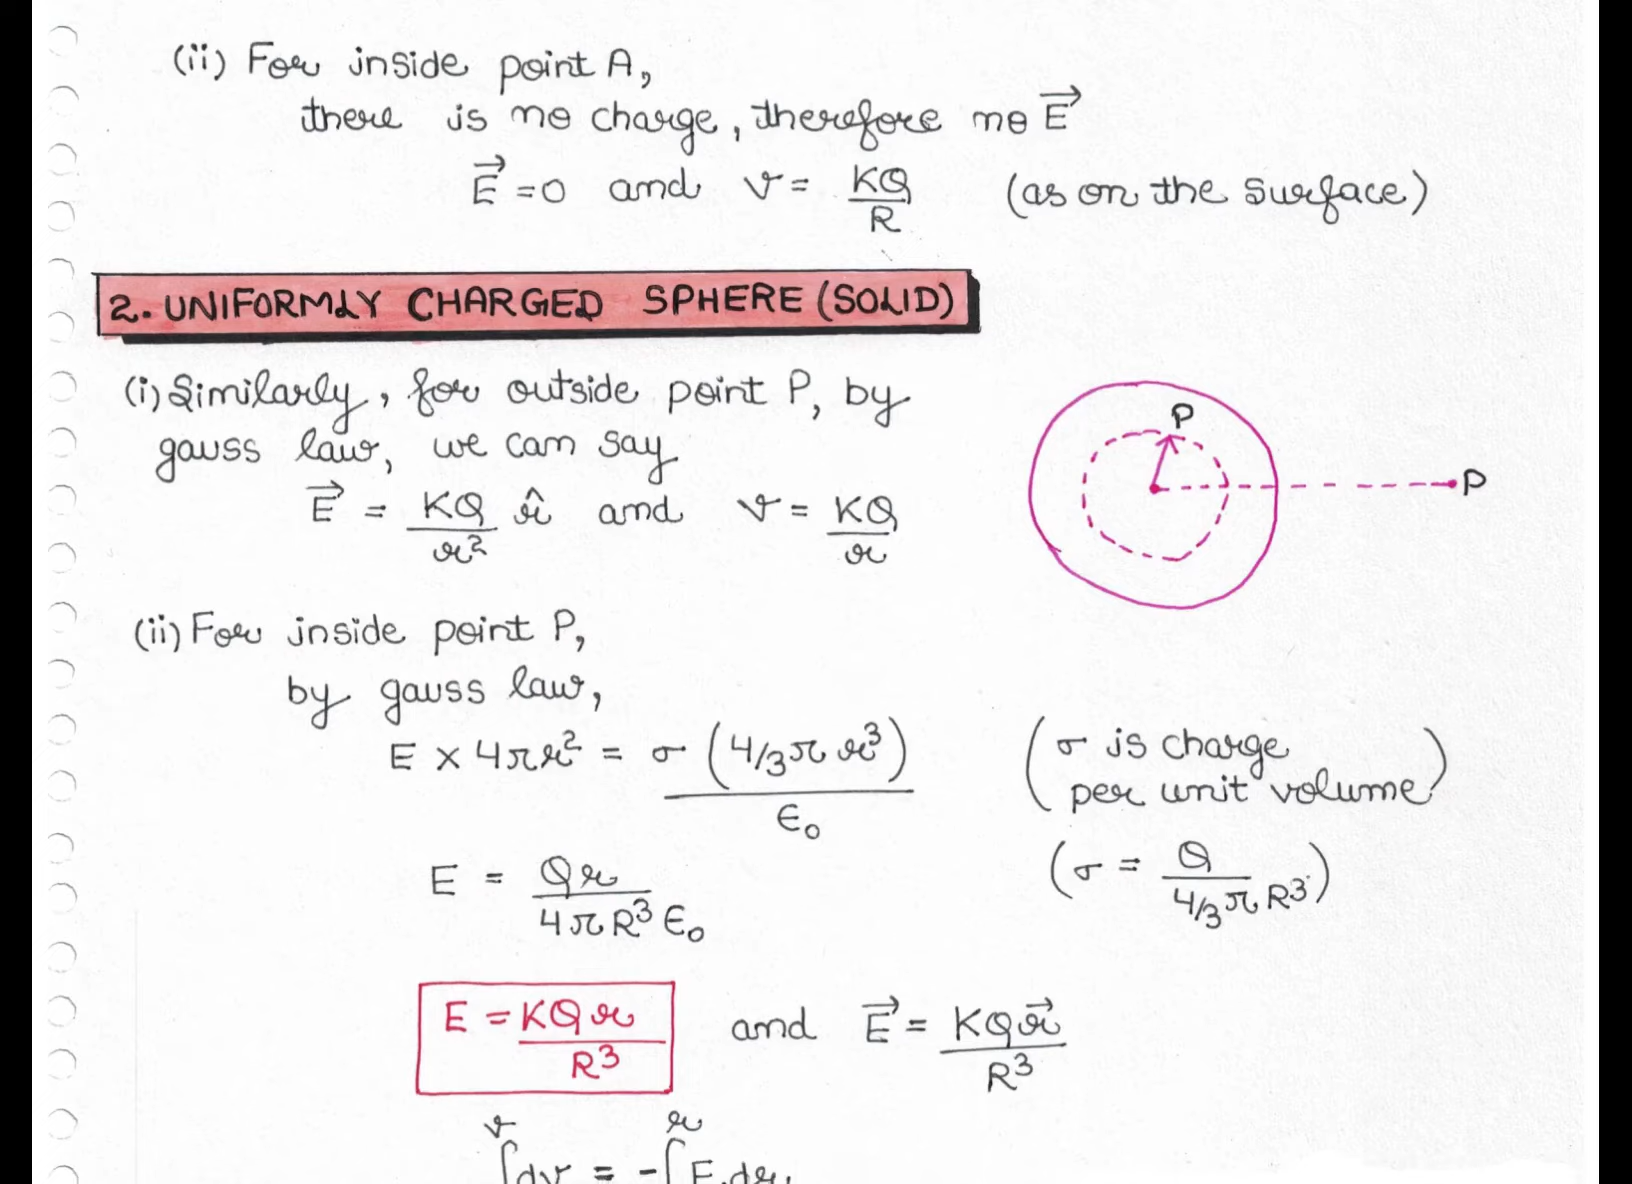 (ii) For inside point A,
there is no charge, therefore no E⃗
E⃗ = 0 and v = KQ/R (as on the surface)
2. UNIFORMLY CHARGED SPHERE (SOLID)
(i) Similarly, for outside point P, by
gauss law, we can say
E⃗ = KQ/r² r̂ and v = KQ/r
P
P
(ii) For inside point P,
by gauss law,
E × 4πr² = σ (4/3 π r³)/ϵ₀ (σ is charge per unit volume)
E = Qr/4πR³ϵ₀ (σ = Q/(4/3 πR³))
E = KQr/R³ and E⃗ = KQr⃗/R³
v r
∫dv = -∫E.dr